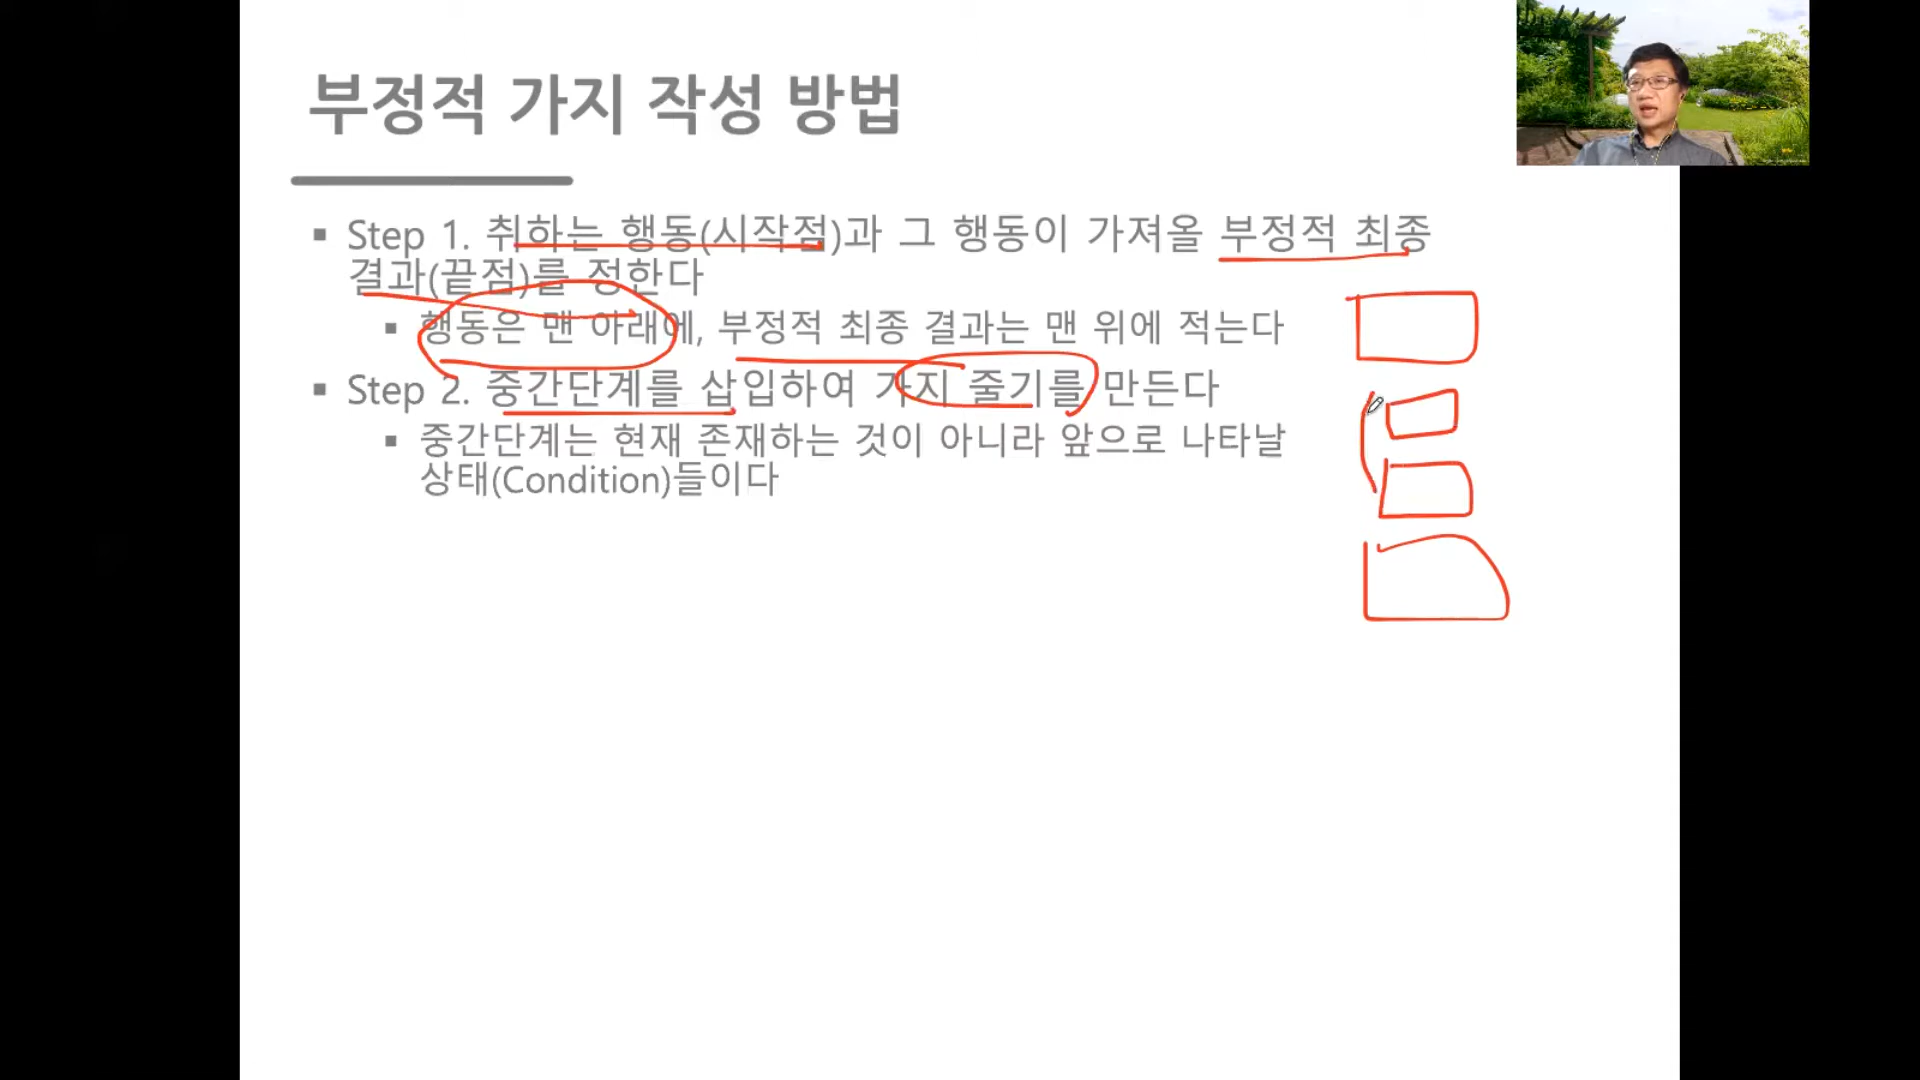 부정적 가지 작성 방법
▪ Step 1. 취하는 행동(시작점)과 그 행동이 가져올 부정적 최종
결과(끝점)를 정한다
▪ 행동은 맨 아래에, 부정적 최종 결과는 맨 위에 적는다
▪ Step 2. 중간단계를 삽입하여 가지 줄기를 만든다
▪ 중간단계는 현재 존재하는 것이 아니라 앞으로 나타날
상태(Condition)들이다